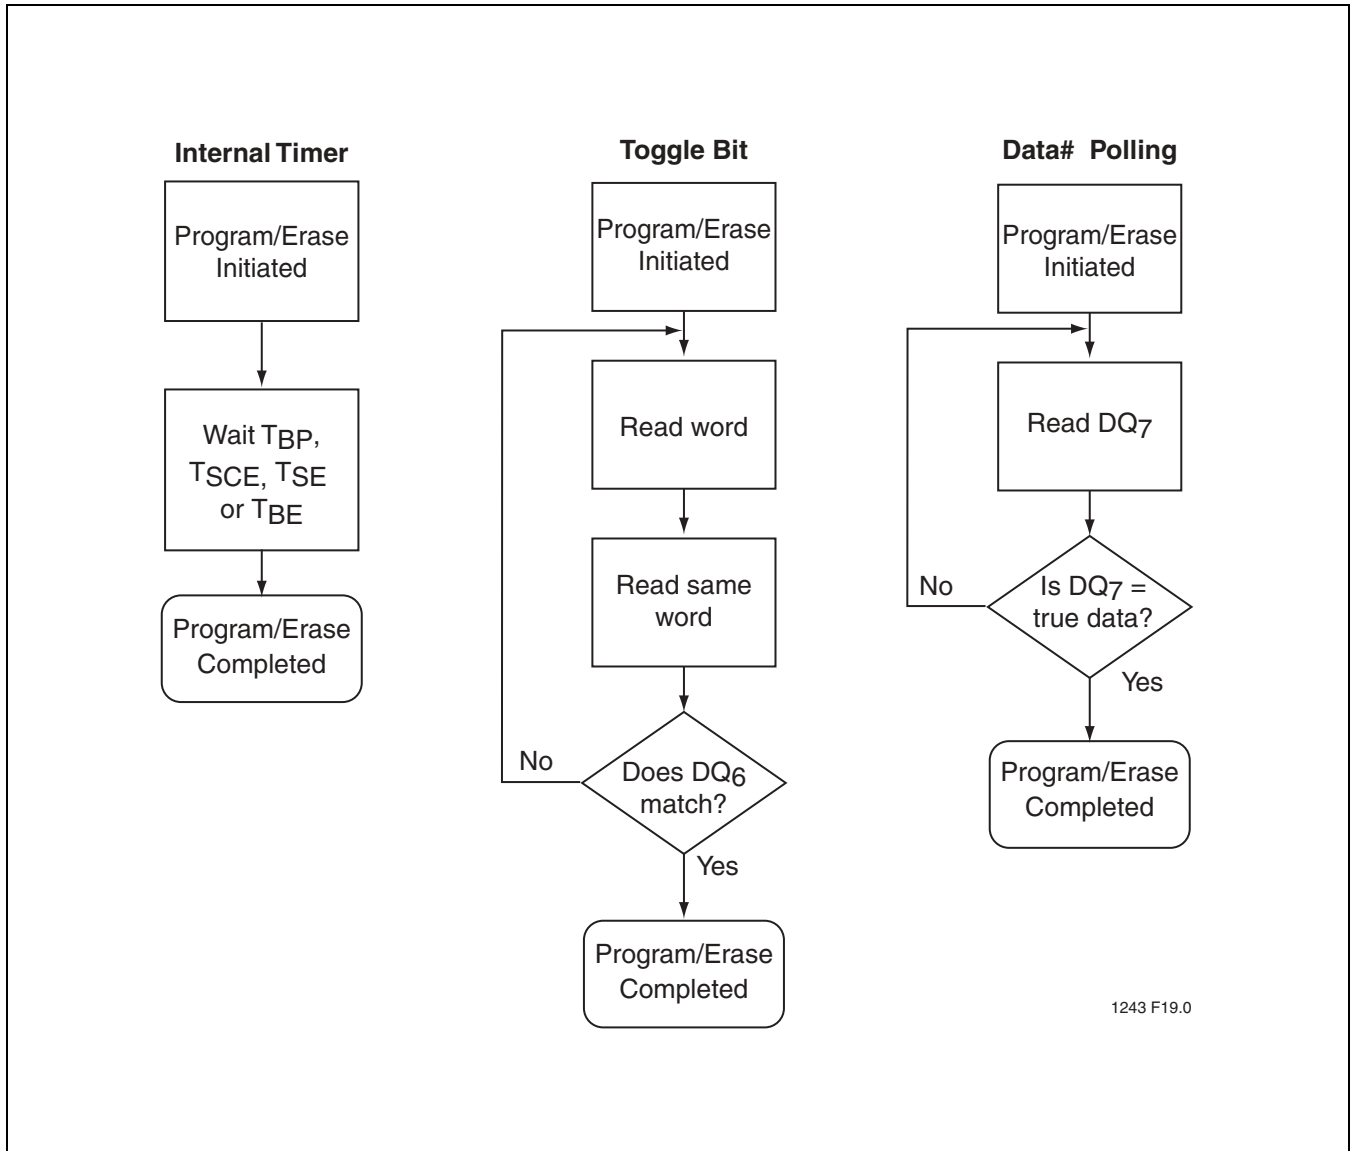 Internal Timer
Program/Erase
Initiated
Wait TBP,
TSCE, TSE
or TBE
Program/Erase
Completed
Toggle Bit
Program/Erase
Initiated
Read word
Read same
word
Does DQ6
match?
No
Yes
Program/Erase
Completed
Data# Polling
Program/Erase
Initiated
Read DQ7
Is DQ7 =
true data?
No
Yes
Program/Erase
Completed
1243 F19.0